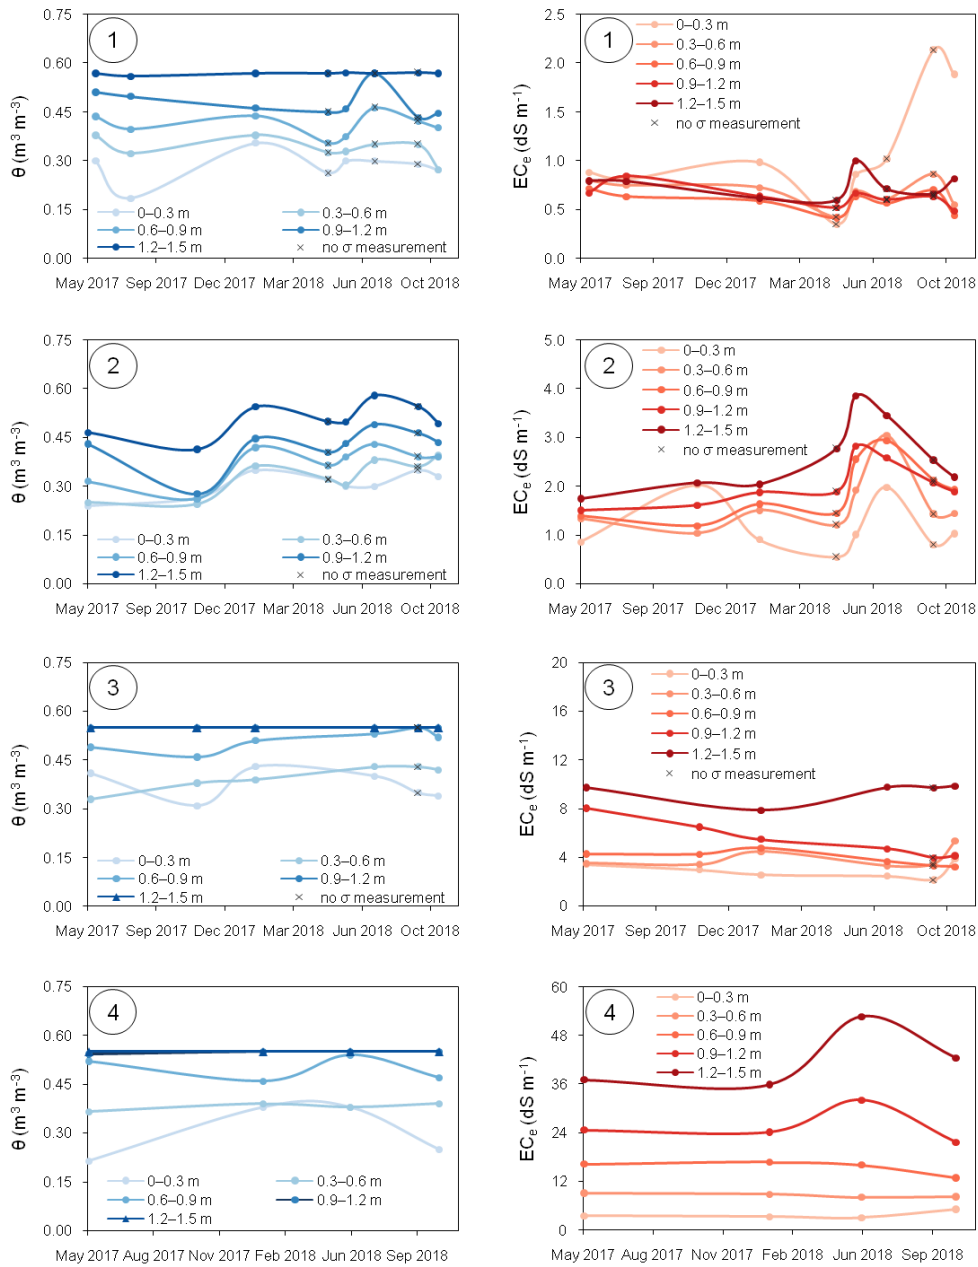 0.75
0.60
0.45
0.30
0.15
0.00
θ (m³ m⁻³)
1
0–0.3 m
0.3–0.6 m
0.6–0.9 m
0.9–1.2 m
1.2–1.5 m
no σ measurement
May 2017 Sep 2017 Dec 2017 Mar 2018 Jun 2018 Oct 2018
2.5
2.0
1.5
1.0
0.5
0.0
ECₑ (dS m⁻¹)
1
0–0.3 m
0.3–0.6 m
0.6–0.9 m
0.9–1.2 m
1.2–1.5 m
no σ measurement
May 2017 Sep 2017 Dec 2017 Mar 2018 Jun 2018 Oct 2018
0.75
0.60
0.45
0.30
0.15
0.00
θ (m³ m⁻³)
2
0–0.3 m
0.3–0.6 m
0.6–0.9 m
0.9–1.2 m
1.2–1.5 m
no σ measurement
May 2017 Sep 2017 Dec 2017 Mar 2018 Jun 2018 Oct 2018
5.0
4.0
3.0
2.0
1.0
0.0
ECₑ (dS m⁻¹)
2
0–0.3 m
0.3–0.6 m
0.6–0.9 m
0.9–1.2 m
1.2–1.5 m
no σ measurement
May 2017 Sep 2017 Dec 2017 Mar 2018 Jun 2018 Oct 2018
0.75
0.60
0.45
0.30
0.15
0.00
θ (m³ m⁻³)
3
0–0.3 m
0.3–0.6 m
0.6–0.9 m
0.9–1.2 m
1.2–1.5 m
no σ measurement
May 2017 Sep 2017 Dec 2017 Mar 2018 Jun 2018 Oct 2018
20
16
12
8
4
0
ECₑ (dS m⁻¹)
3
0–0.3 m
0.3–0.6 m
0.6–0.9 m
0.9–1.2 m
1.2–1.5 m
no σ measurement
May 2017 Sep 2017 Dec 2017 Mar 2018 Jun 2018 Oct 2018
0.75
0.60
0.45
0.30
0.15
0.00
θ (m³ m⁻³)
4
0–0.3 m
0.3–0.6 m
0.6–0.9 m
0.9–1.2 m
1.2–1.5 m
May 2017 Aug 2017 Nov 2017 Feb 2018 Jun 2018 Sep 2018
60
48
36
24
12
0
ECₑ (dS m⁻¹)
4
0–0.3 m
0.3–0.6 m
0.6–0.9 m
0.9–1.2 m
1.2–1.5 m
May 2017 Aug 2017 Nov 2017 Feb 2018 Jun 2018 Sep 2018